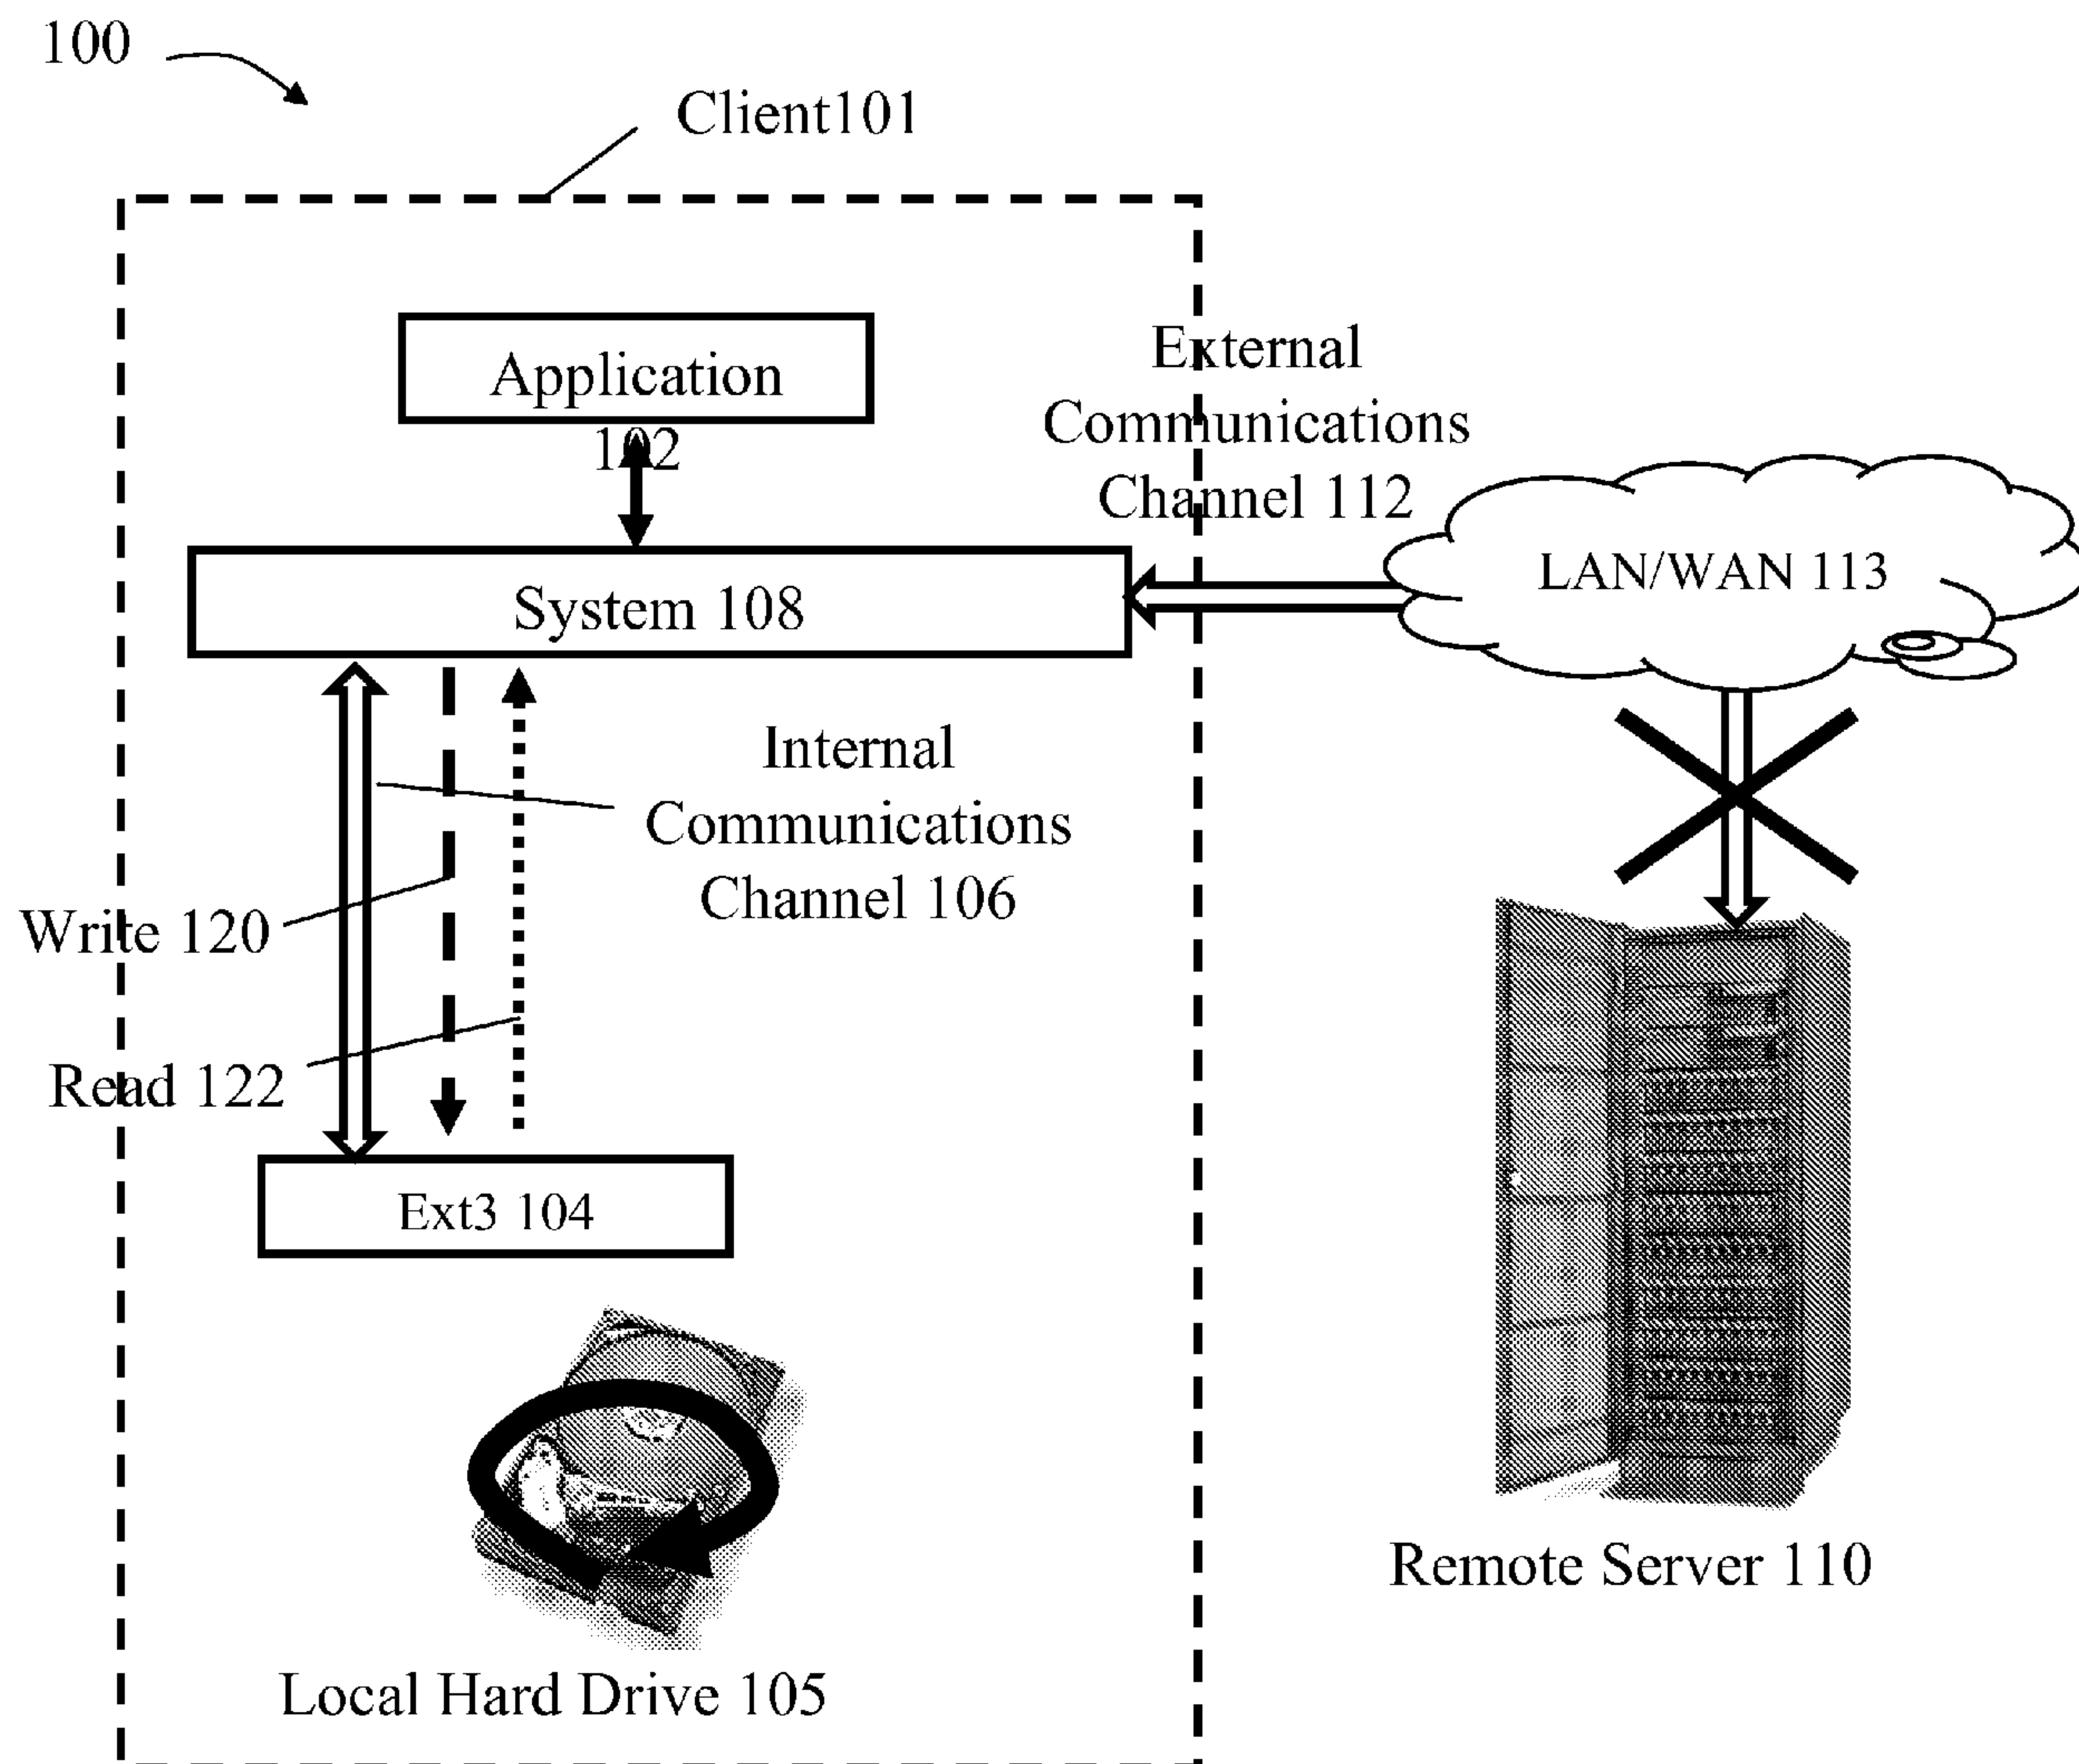 100
Client101
Application
102
External
Communications
Channel 112
LAN/WAN 113
System 108
Internal
Communications
Channel 106
Write 120
Read 122
Ext3 104
Remote Server 110
Local Hard Drive 105